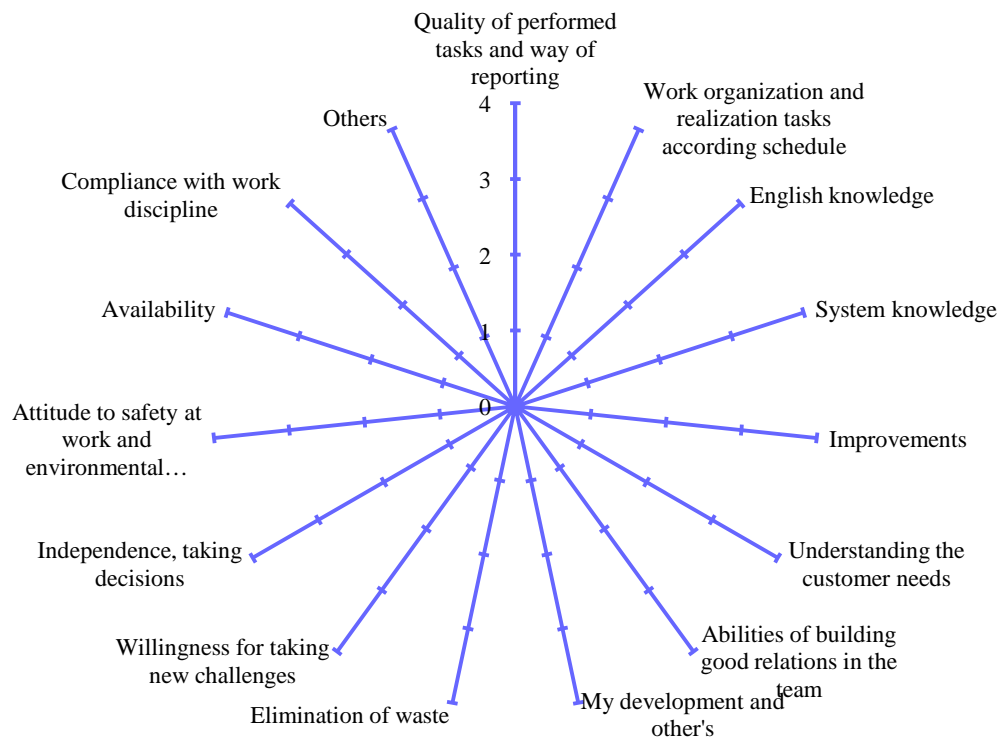 Quality of performed
tasks and way of
reporting
4
3
2
1
0
Work organization and
realization tasks
according schedule
English knowledge
System knowledge
Improvements
Understanding the
customer needs
Abilities of building
good relations in the
team
My development and
other's
Elimination of waste
Willingness for taking
new challenges
Independence, taking
decisions
Attitude to safety at
work and
environmental…
Availability
Compliance with work
discipline
Others